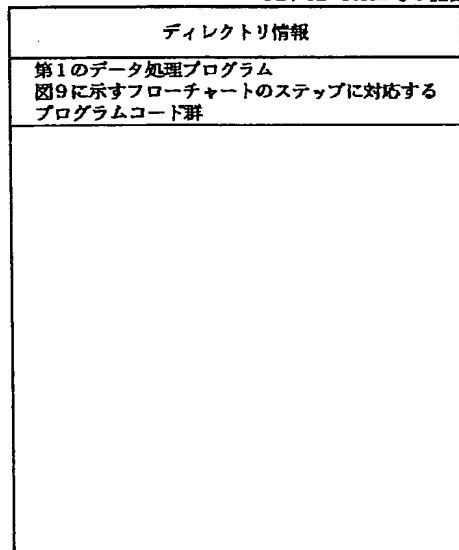 ディレクトリ情報
第1のデータ処理プログラム
図9に示すフローチャートのステップに対応する
プログラムコード群